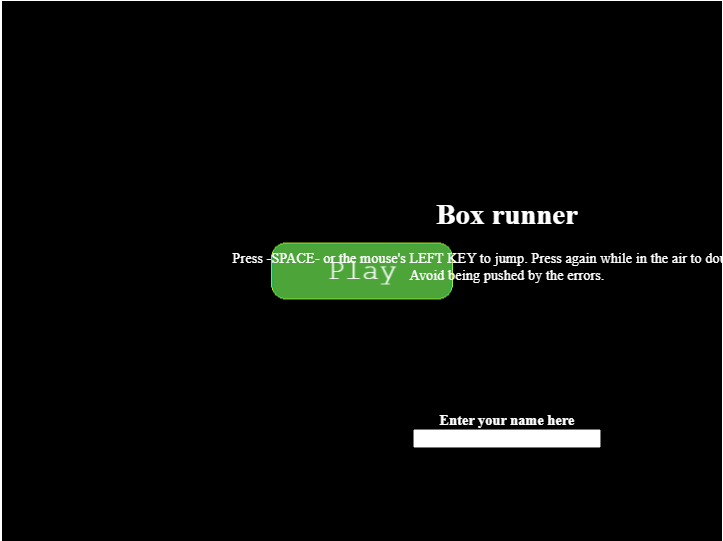 Box runner
Press -SPACE- or the mouse's LEFT KEY to jump. Press again while in the air to
Play
Avoid being pushed by the errors.
Enter your name here